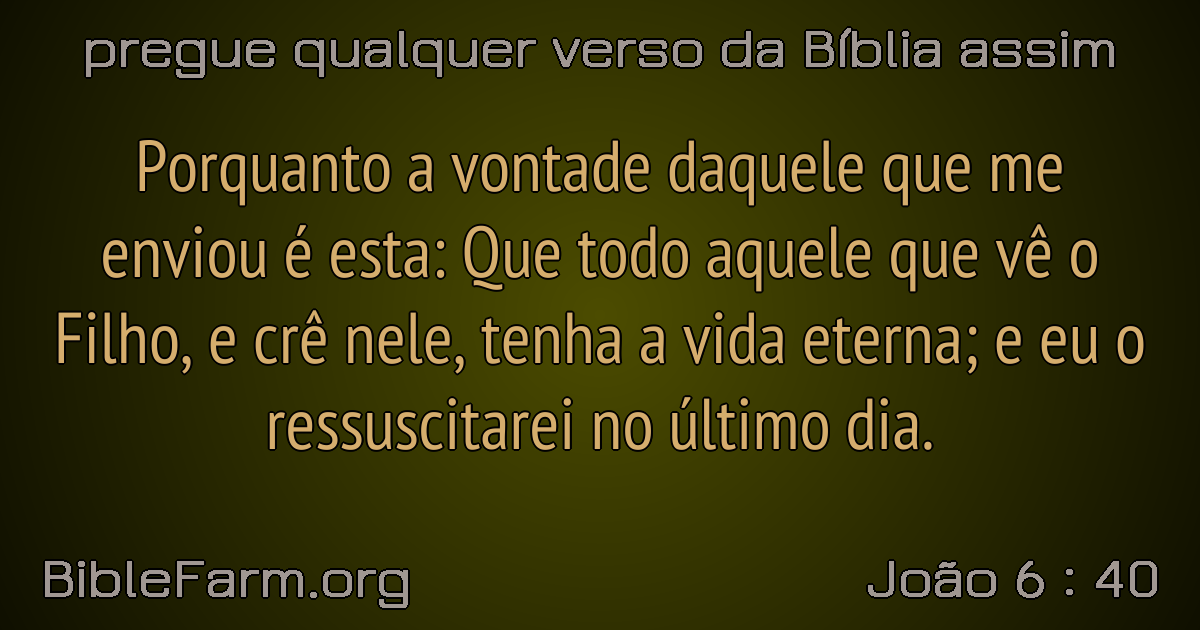 pregue qualquer verso da Bíblia assim
Porquanto a vontade daquele que me
enviou é esta: Que todo aquele que vê o
Filho, e crê nele, tenha a vida eterna; e eu o
ressuscitarei no último dia.
BibleFarm.org
João 6 : 40